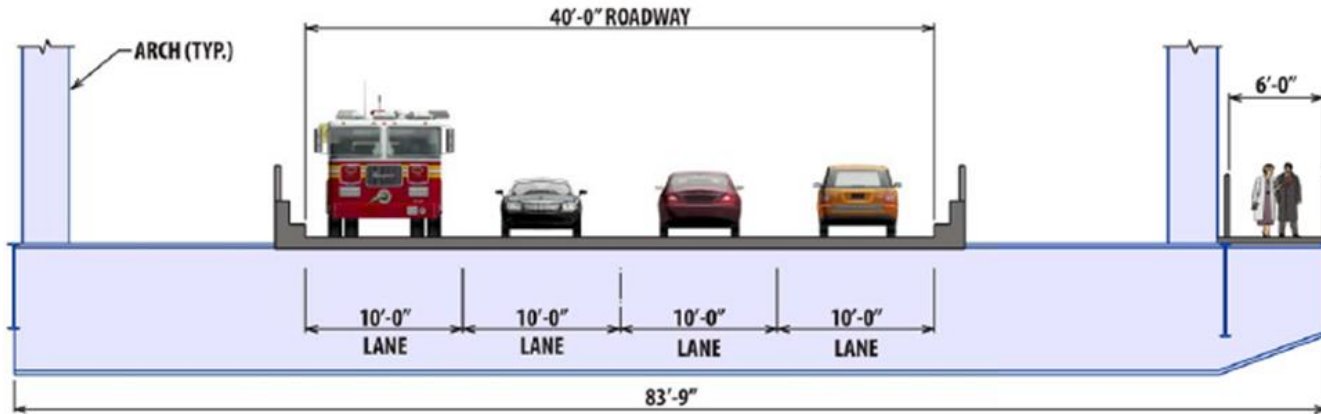 40'-0" ROADWAY
ARCH (TYP.)
6'-0"
10'-0"
LANE
10'-0"
LANE
10'-0"
LANE
10'-0"
LANE
83'-9"